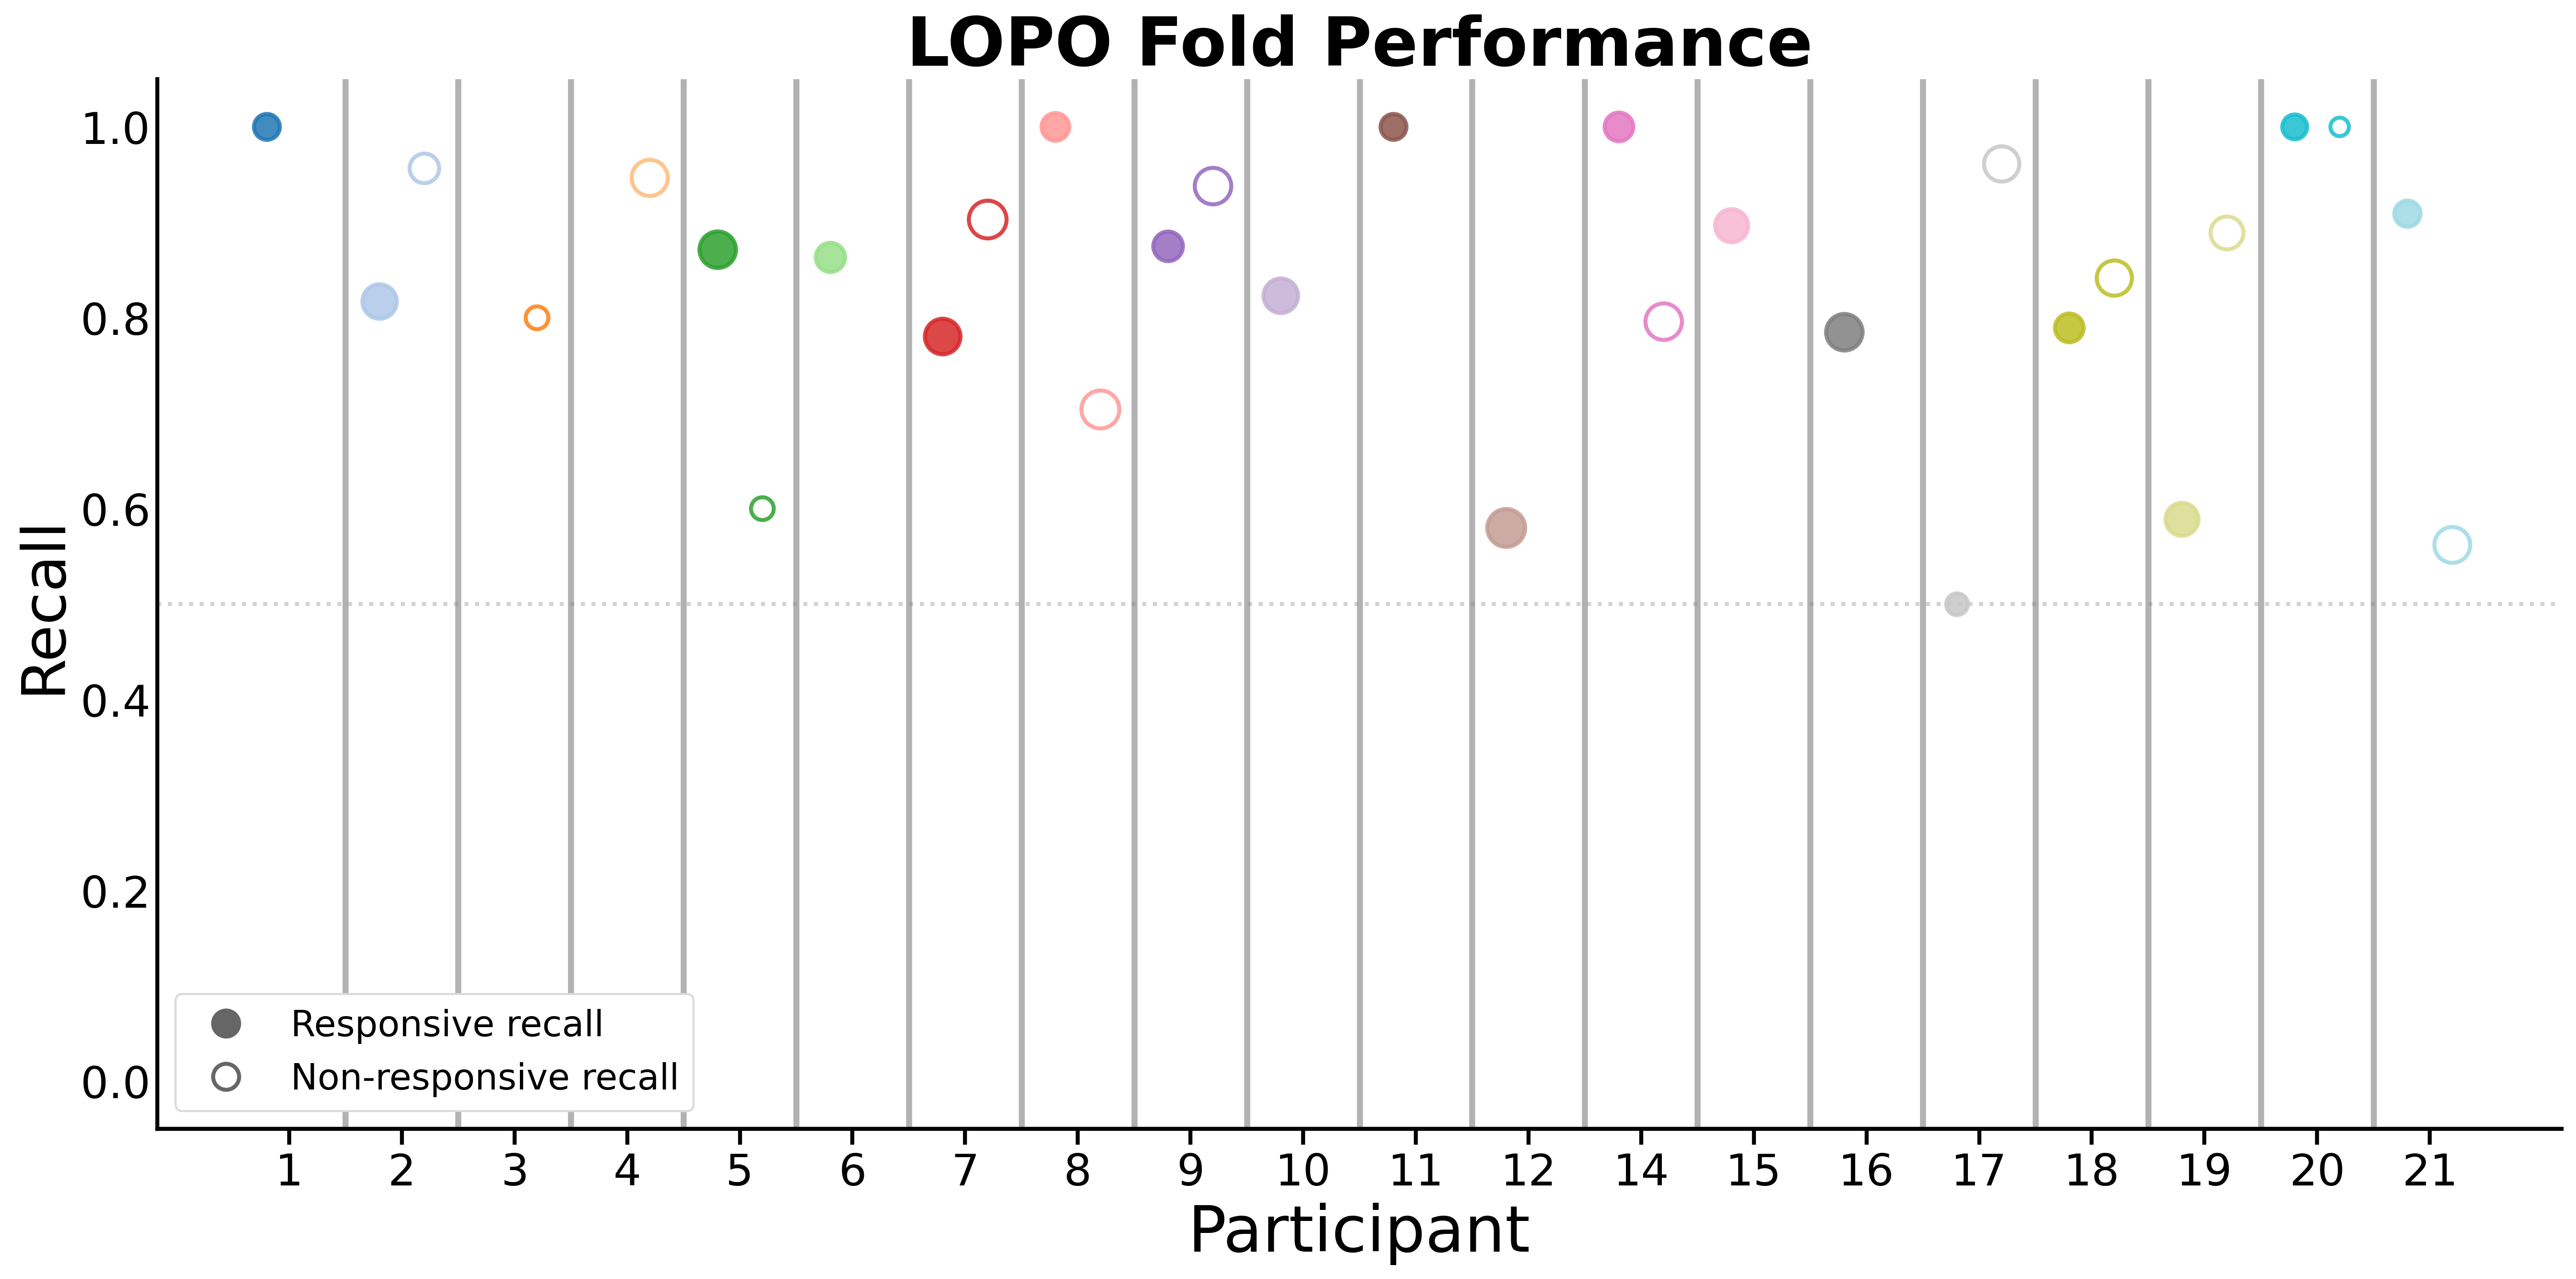 LOPO Fold Performance
Recall
1.0
0.8
0.6
0.4
0.2
0.0
Responsive recall
Non-responsive recall
1 2 3 4 5 6 7 8 9 10 11 12 14 15 16 17 18 19 20 21
Participant